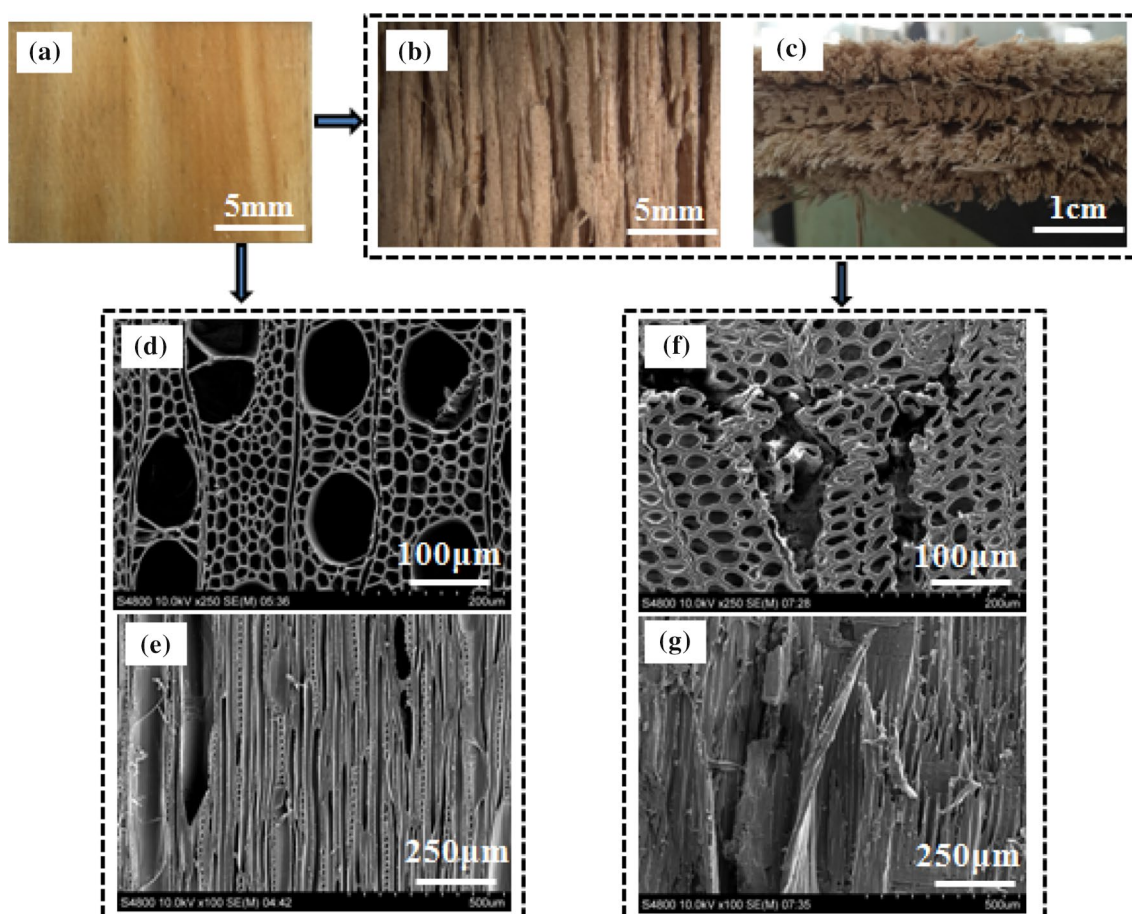 (a)
5mm
(b)
5mm
(c)
1cm
(d)
100µm
S4800 10.0kV x250 SE(M) 05:36
200um
(f)
100µm
S4800 10.0kV x250 SE(M) 07:28
200um
(e)
250µm
S4800 10.0kV x100 SE(M) 04:42
500um
(g)
250µm
S4800 10.0kV x100 SE(M) 07:35
500um